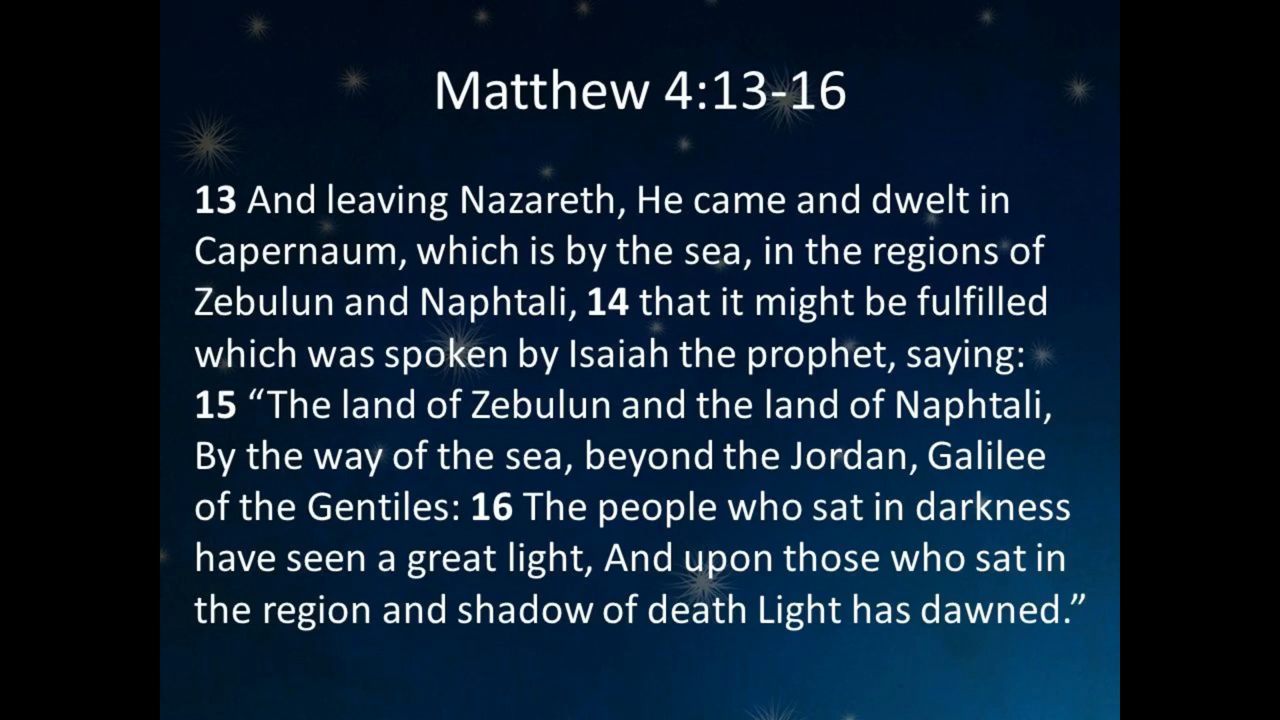 Matthew 4:13-16
13 And leaving Nazareth, He came and dwelt in
Capernaum, which is by the sea, in the regions of
Zebulun and Naphtali, 14 that it might be fulfilled
which was spoken by Isaiah the prophet, saying:
15 “The land of Zebulun and the land of Naphtali,
By the way of the sea, beyond the Jordan, Galilee
of the Gentiles: 16 The people who sat in darkness
have seen a great light, And upon those who sat in
the region and shadow of death Light has dawned.”